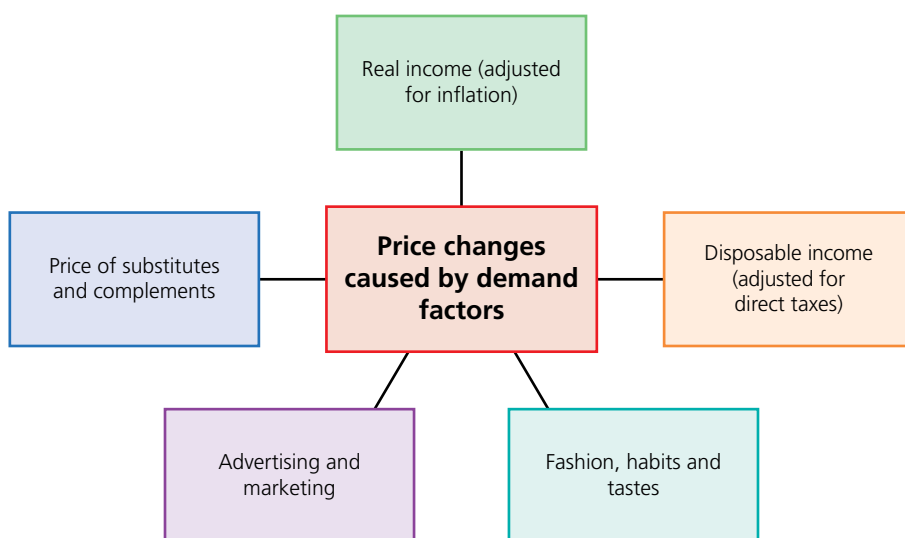 Real income (adjusted
for inflation)
Price of substitutes
and complements
Price changes
caused by demand
factors
Disposable income
(adjusted for
direct taxes)
Advertising and
marketing
Fashion, habits and
tastes